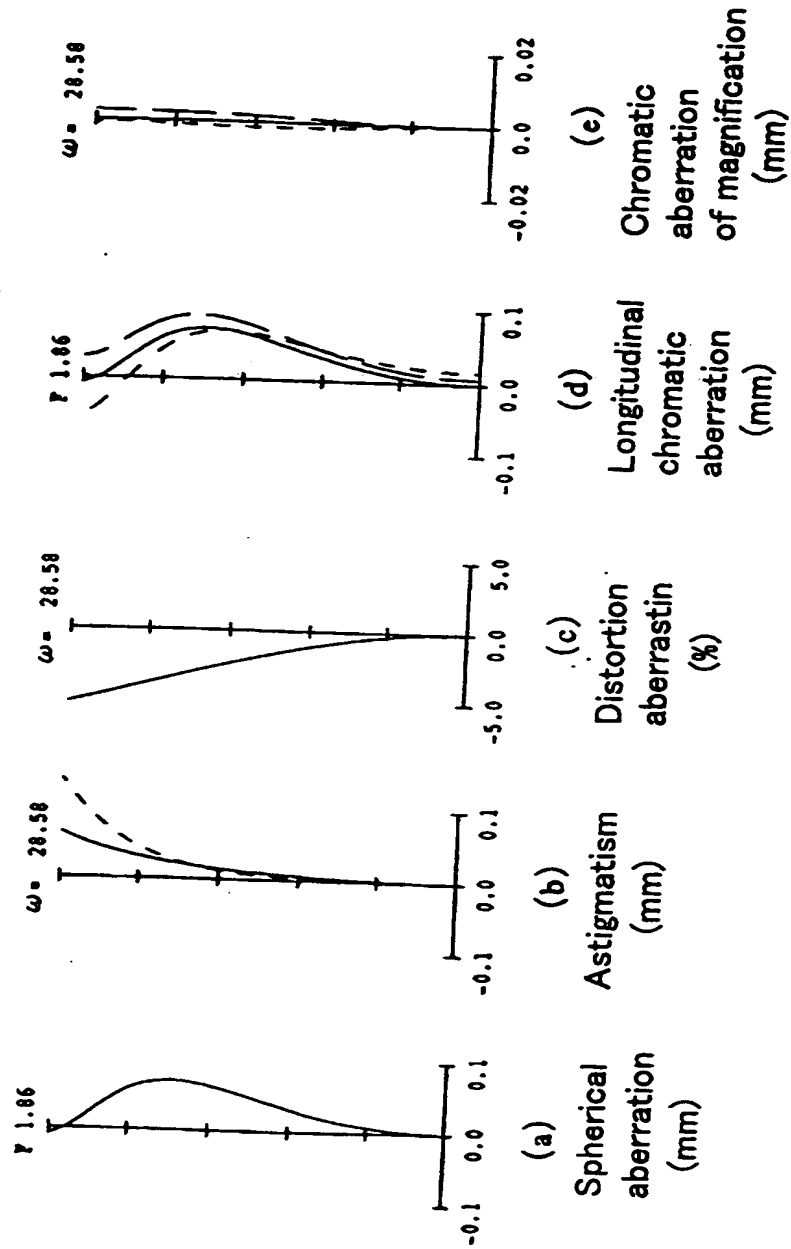 F 1.86
-0.1 0.0 0.1
(a)
Spherical
aberration
(mm)
ω= 28.58
-0.1 0.0 0.1
(b)
Astigmatism
(mm)
ω= 28.58
-5.0 0.0 5.0
(c)
Distortion
aberrastin
(%)
F 1.86
-0.1 0.0 0.1
(d)
Longitudinal
chromatic
aberration
(mm)
ω= 28.58
-0.02 0.0 0.02
(e)
Chromatic
aberration
of magnification
(mm)